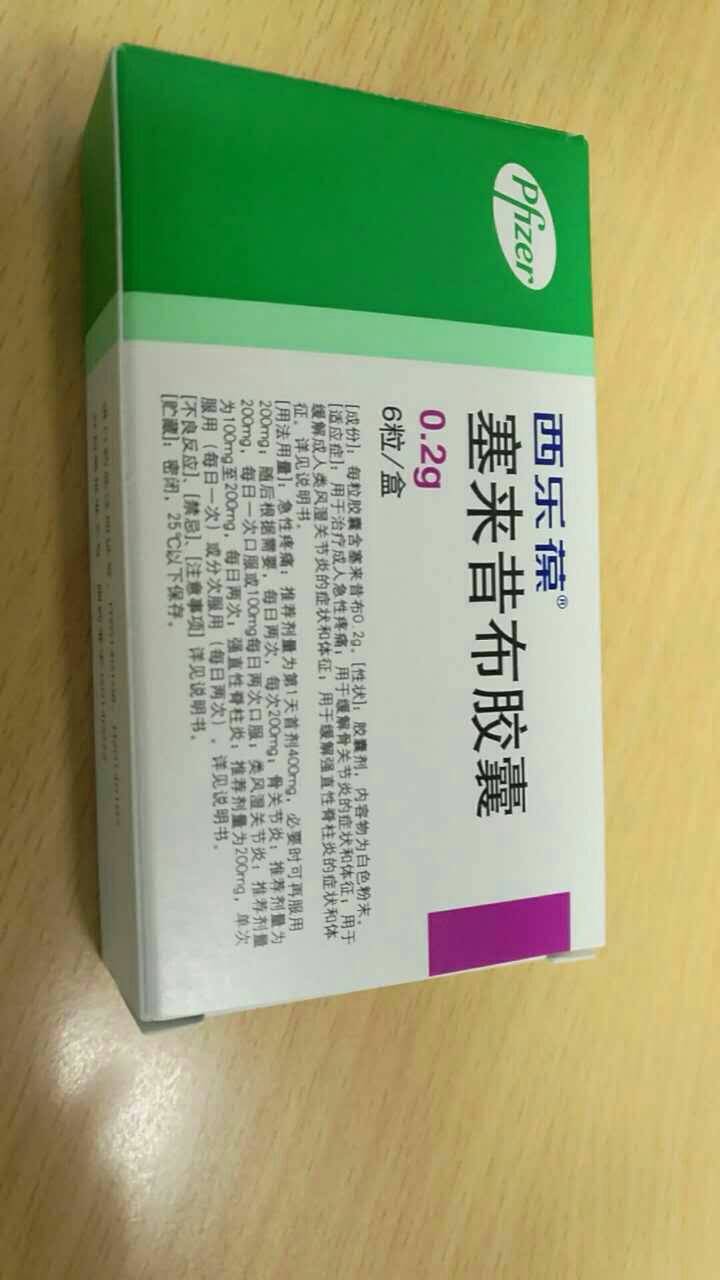 Pfizer
西乐葆®
塞来昔布胶囊
0.2g
6粒/盒
[成份]：每粒胶囊含塞来昔布0.2g。[性状]：胶囊剂，内容物为白色粉末。
[适应症]：用于治疗成人急性疼痛；用于缓解骨关节炎的症状和体征；用于
缓解成人类风湿关节炎的症状和体征；用于缓解强直性脊柱炎的症状和体
征。详见说明书。
[用法用量]：急性疼痛：推荐剂量为第1天首剂400mg，必要时可再服用
200mg；随后根据需要，每日两次，每次200mg；骨关节炎：推荐剂量为
200mg，每日一次口服或100mg每日两次口服；类风湿关节炎：推荐剂量
为100mg至200mg，每日两次；强直性脊柱炎：推荐剂量为200mg，单次
服用（每日一次）或分次服用（每日两次）。详见说明书。
[不良反应]、[禁忌]、[注意事项] 详见说明书。
[贮藏]：密闭，25℃以下保存。